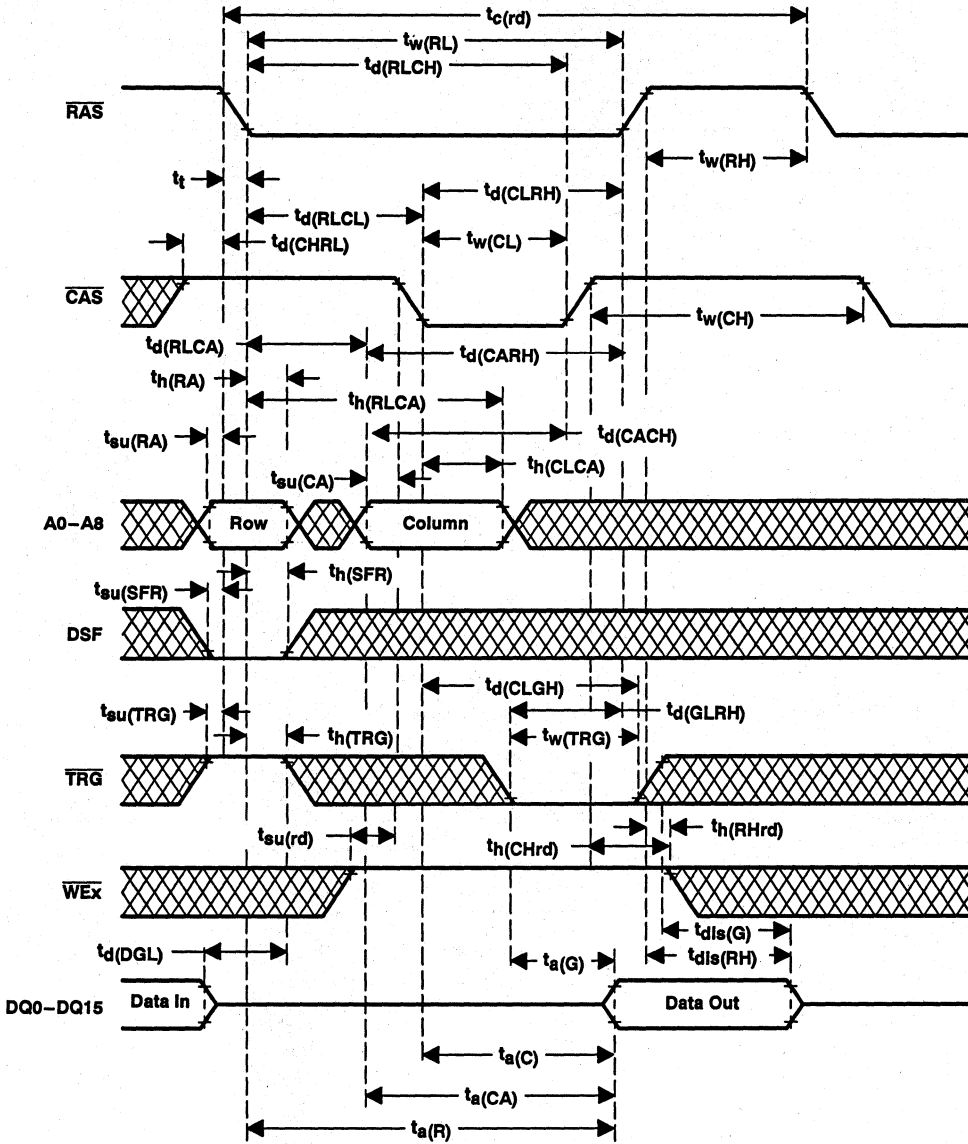 tc(rd)
tw(RL)
td(RLCH)
RAS
tw(RH)
tt
td(CLRH)
td(RLCL)
td(CHRL)
tw(CL)
CAS
tw(CH)
td(RLCA)
td(CARH)
th(RA)
th(RLCA)
tsu(RA)
td(CACH)
tsu(CA)
th(CLCA)
A0–A8
Row
Column
th(SFR)
tsu(SFR)
DSF
td(CLGH)
tsu(TRG)
td(GLRH)
th(TRG)
tw(TRG)
TRG
tsu(rd)
th(RHrd)
th(CHrd)
WEx
tdis(G)
td(DGL)
ta(G)
tdis(RH)
DQ0–DQ15
Data In
Data Out
ta(C)
ta(CA)
ta(R)